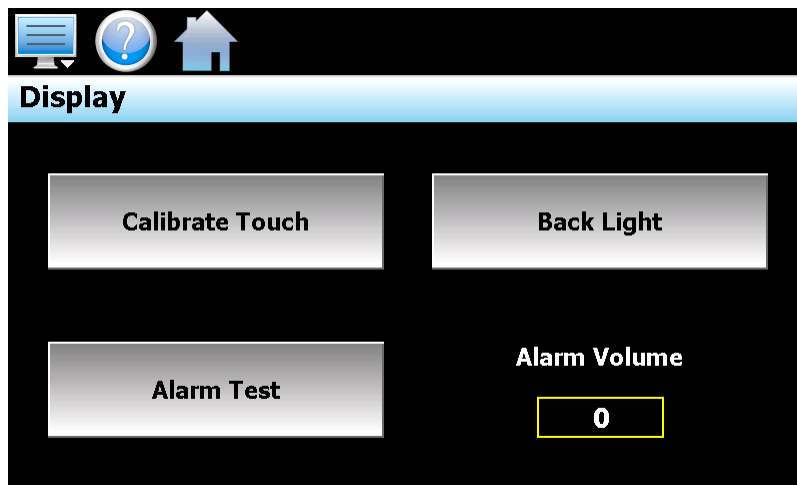 ?
Display
Calibrate Touch
Back Light
Alarm Test
Alarm Volume
0